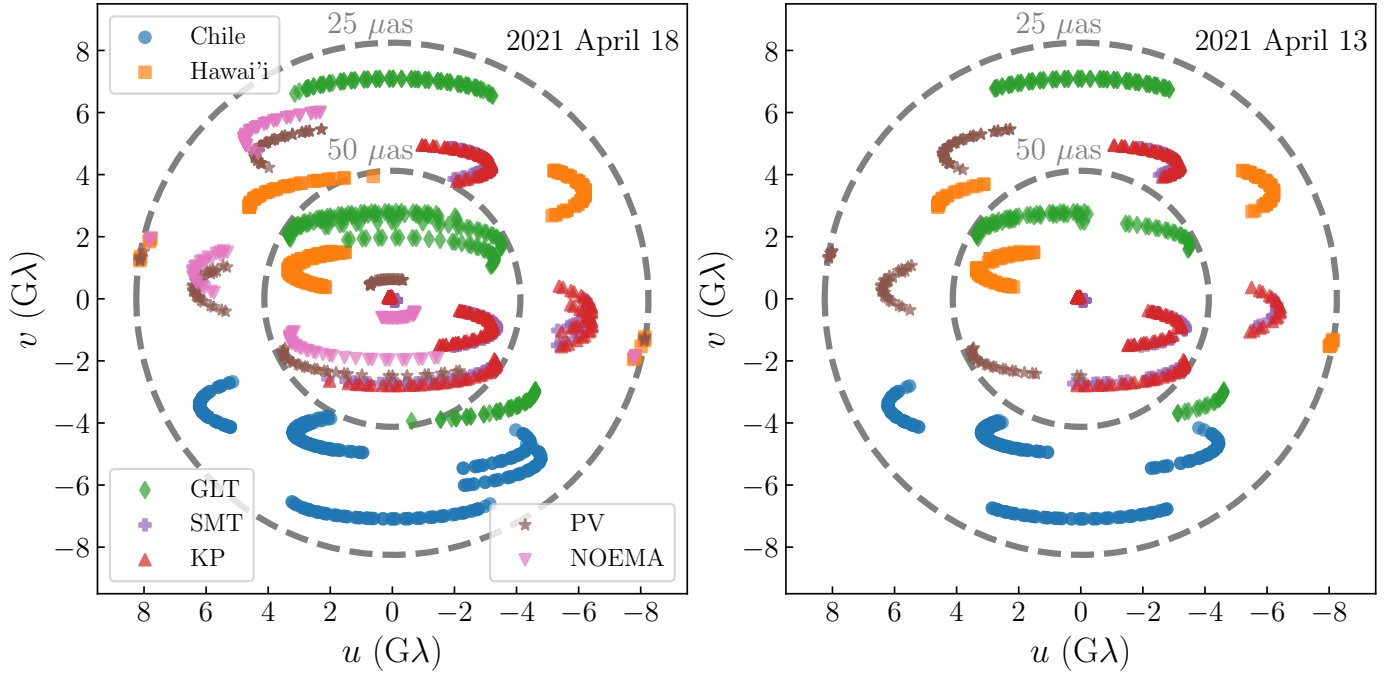 25 μas
2021 April 18
Chile
Hawai'i
50 μas
GLT
SMT
KP
PV
NOEMA
8
6
4
2
0
−2
−4
−6
−8
v (Gλ)
8 6 4 2 0 −2 −4 −6 −8
u (Gλ)
25 μas
2021 April 13
50 μas
8
6
4
2
0
−2
−4
−6
−8
v (Gλ)
8 6 4 2 0 −2 −4 −6 −8
u (Gλ)